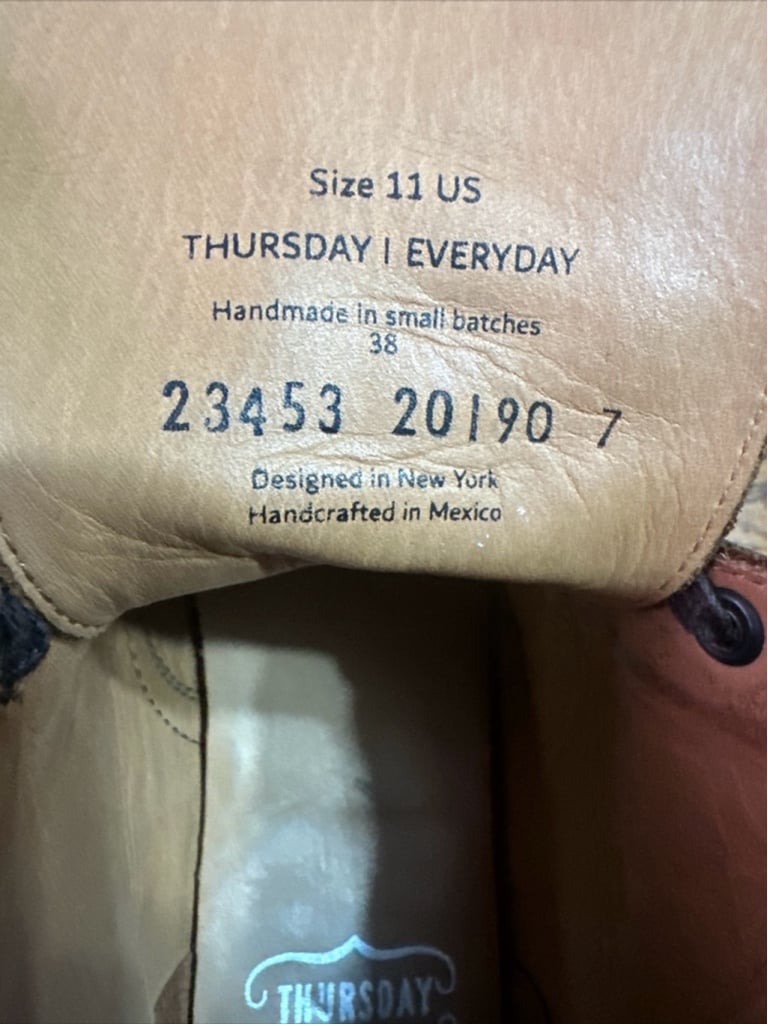 Size 11 US
THURSDAY | EVERYDAY
Handmade in small batches
38
23453 20190 7
Designed in New York
Handcrafted in Mexico
THURSDAY